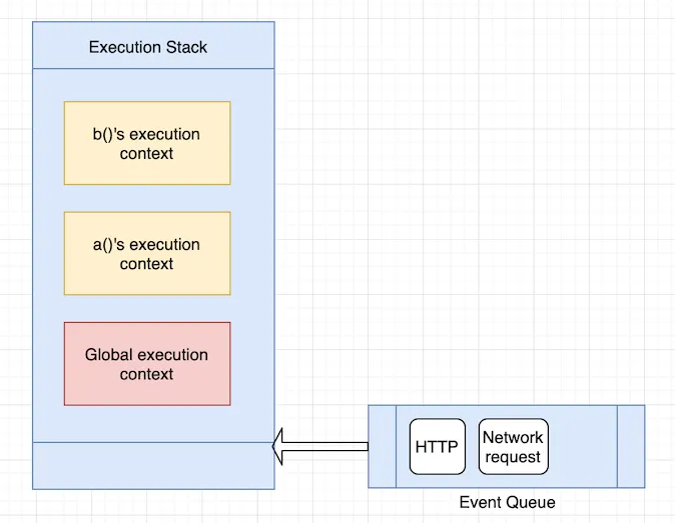 Execution Stack
b()'s execution
context
a()'s execution
context
Global execution
context
HTTP
Network
request
Event Queue